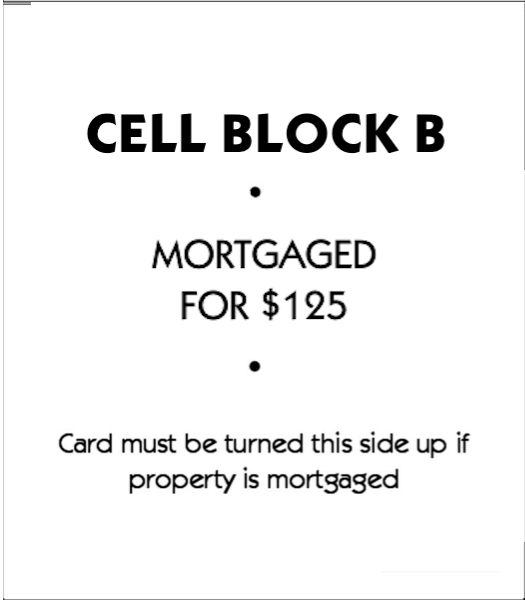 CELL BLOCK B
•
MORTGAGED
FOR $125
•
Card must be turned this side up if
property is mortgaged